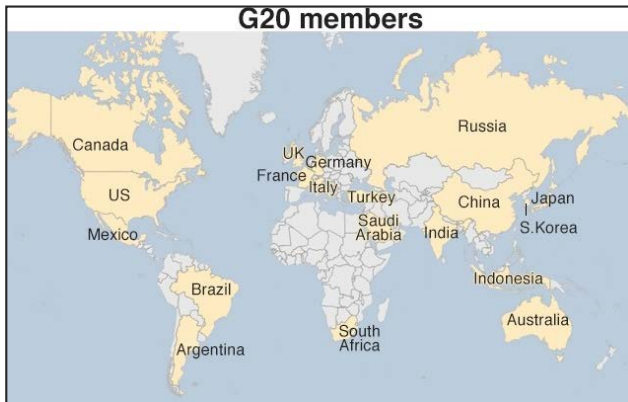 G20 members
Canada
US
Mexico
Brazil
Argentina
UK
Germany
France
Italy
Turkey
Saudi
Arabia
South
Africa
Russia
China
Japan
S.Korea
India
Indonesia
Australia